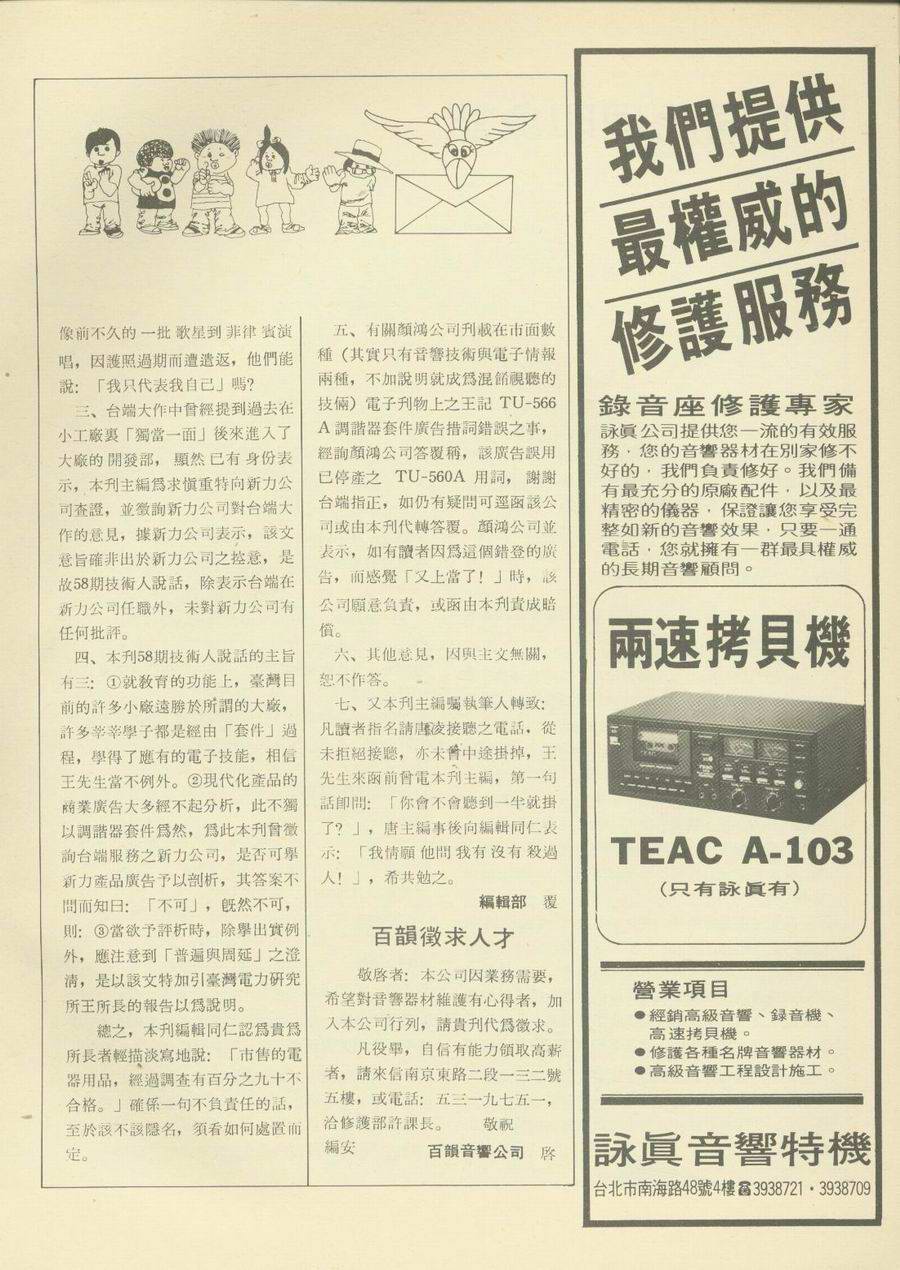 像前不久的一批歌星到菲律賓演
唱，因護照過期而遭遣返，他們能
說：「我只代表我自己」嗎？
三、台端大作中曾經提到過去在
小工廠裏「獨當一面」後來進入了
大廠的開發部，顯然已有身份表
示，本刊主編爲求慎重特向新力公
司查證，並徵詢新力公司對台端大
作的意見，據新力公司表示，該文
意旨確非出於新力公司之授意，是
故58期技術人說話，除表示台端在
新力公司任職外，未對新力公司有
任何批評。
四、本刊58期技術人說話的主旨
有三：①就教育的功能上，臺灣目
前的許多小廠遠勝於所謂的大廠，
許多莘莘學子都是經由「套件」過
程，學得了應有的電子技能，相信
王先生當不例外。②現代化產品的
商業廣告大多經不起分析，此不獨
以調諧器套件爲然，爲此本刊曾徵
詢台端服務之新力公司，是否可舉
新力產品廣告予以剖析，其答案不
問而知曰：「不可」，旣然不可，
則：③當欲予評析時，除舉出實例
外，應注意到「普遍與周延」之澄
淸，是以該文特加引臺灣電力研究
所王所長的報告以爲說明。
總之，本刊編輯同仁認爲貴爲
所長者輕描淡寫地說：「市售的電
器用品，經過調查有百分之九十不
合格。」確係一句不負責任的話，
至於該不該隱名，須看如何處置而
定。
五、有關顏鴻公司刋載在市面數
種（其實只有音響技術與電子情報
兩種，不加說明就成爲混餚視聽的
技倆）電子刋物上之王記 TU-566
A調諧器套件廣告措詞錯誤之事，
經詢顏鴻公司答覆稱，該廣告誤用
已停產之 TU-560A 用詞，謝謝
台端指正，如仍有疑問可逕函該公
司或由本刋代轉答覆。顏鴻公司並
表示，如有讀者因爲這個錯登的廣
告，而感覺「又上當了！」時，該
公司願意負責，或函由本刋責成賠
償。
六、其他意見，因與主文無關，
恕不作答。
七、又本刋主編囑執筆人轉致：
凡讀者指名請唐凌接聽之電話，從
未拒絕接聽，亦未曾中途掛掉，王
先生來函前曾電本刋主編，第一句
話卽問：「你會不會聽到一半就掛
了？」，唐主編事後向編輯同仁表
示：「我情願他問我有沒有殺過
人！」，希共勉之。
編輯部 覆
百韻徵求人才
敬啓者：本公司因業務需要，
希望對音響器材維護有心得者，加
入本公司行列，請貴刋代爲徵求。
凡役畢，自信有能力領取高薪
者，請來信南京東路二段一三二號
五樓，或電話：五三一九七五一，
洽修護部許課長。 敬祝
編安 百韻音響公司 啓
我們提供
最權威的
修護服務
錄音座修護專家
詠眞公司提供您一流的有效服
務．您的音響器材在別家修不
好的，我們負責修好。我們備
有最充分的原廠配件，以及最
精密的儀器，保證讓您享受完
整如新的音響效果，只要一通
電話，您就擁有一群最具權威
的長期音響顧問。
兩速拷貝機
TEAC A-103
(只有詠眞有)
營業項目
●經銷高級音響、錄音機、
高速拷貝機。
●修護各種名牌音響器材。
●高級音響工程設計施工。
詠眞音響特機
台北市南海路48號4樓☎3938721·3938709